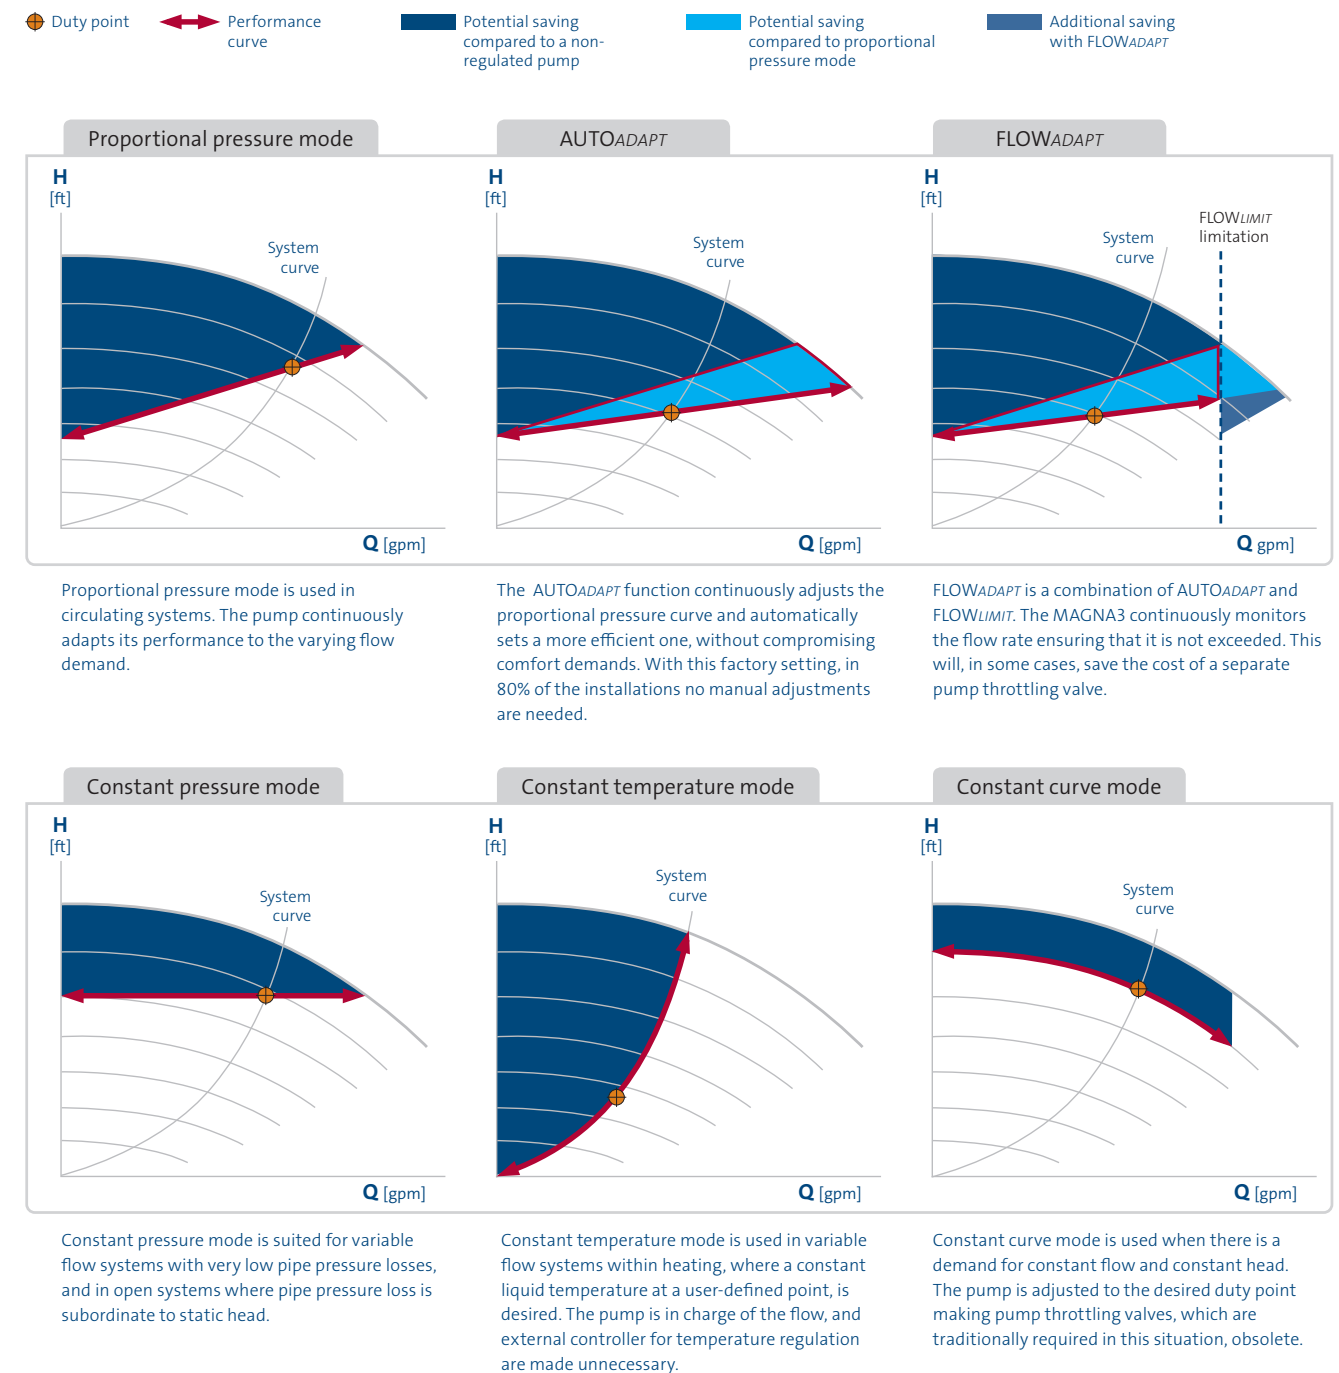 Duty point
Performance
curve
Potential saving
compared to a non-
regulated pump
Potential saving
compared to proportional
pressure mode
Additional saving
with FLOWADAPT
Proportional pressure mode
H
[ft]
System
curve
Q [gpm]
Proportional pressure mode is used in
circulating systems. The pump continuously
adapts its performance to the varying flow
demand.
AUTOADAPT
H
[ft]
System
curve
Q [gpm]
The AUTOADAPT function continuously adjusts the
proportional pressure curve and automatically
sets a more efficient one, without compromising
comfort demands. With this factory setting, in
80% of the installations no manual adjustments
are needed.
FLOWADAPT
H
[ft]
System
curve
FLOWLIMIT
limitation
Q gpm]
FLOWADAPT is a combination of AUTOADAPT and
FLOWLIMIT. The MAGNA3 continuously monitors
the flow rate ensuring that it is not exceeded. This
will, in some cases, save the cost of a separate
pump throttling valve.
Constant pressure mode
H
[ft]
System
curve
Q [gpm]
Constant pressure mode is suited for variable
flow systems with very low pipe pressure losses,
and in open systems where pipe pressure loss is
subordinate to static head.
Constant temperature mode
H
[ft]
System
curve
Q [gpm]
Constant temperature mode is used in variable
flow systems within heating, where a constant
liquid temperature at a user-defined point, is
desired. The pump is in charge of the flow, and
external controller for temperature regulation
are made unnecessary.
Constant curve mode
H
[ft]
System
curve
Q [gpm]
Constant curve mode is used when there is a
demand for constant flow and constant head.
The pump is adjusted to the desired duty point
making pump throttling valves, which are
traditionally required in this situation, obsolete.